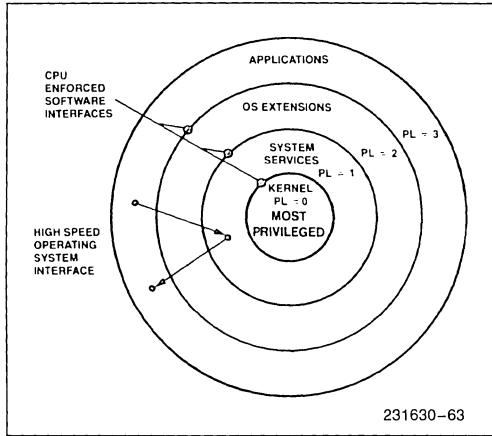 APPLICATIONS
CPU
ENFORCED
SOFTWARE
INTERFACES
OS EXTENSIONS
PL = 3
SYSTEM
SERVICES
PL = 2
KERNEL
PL = 1
PL = 0
MOST
PRIVILEGED
HIGH SPEED
OPERATING
SYSTEM
INTERFACE
231630-63